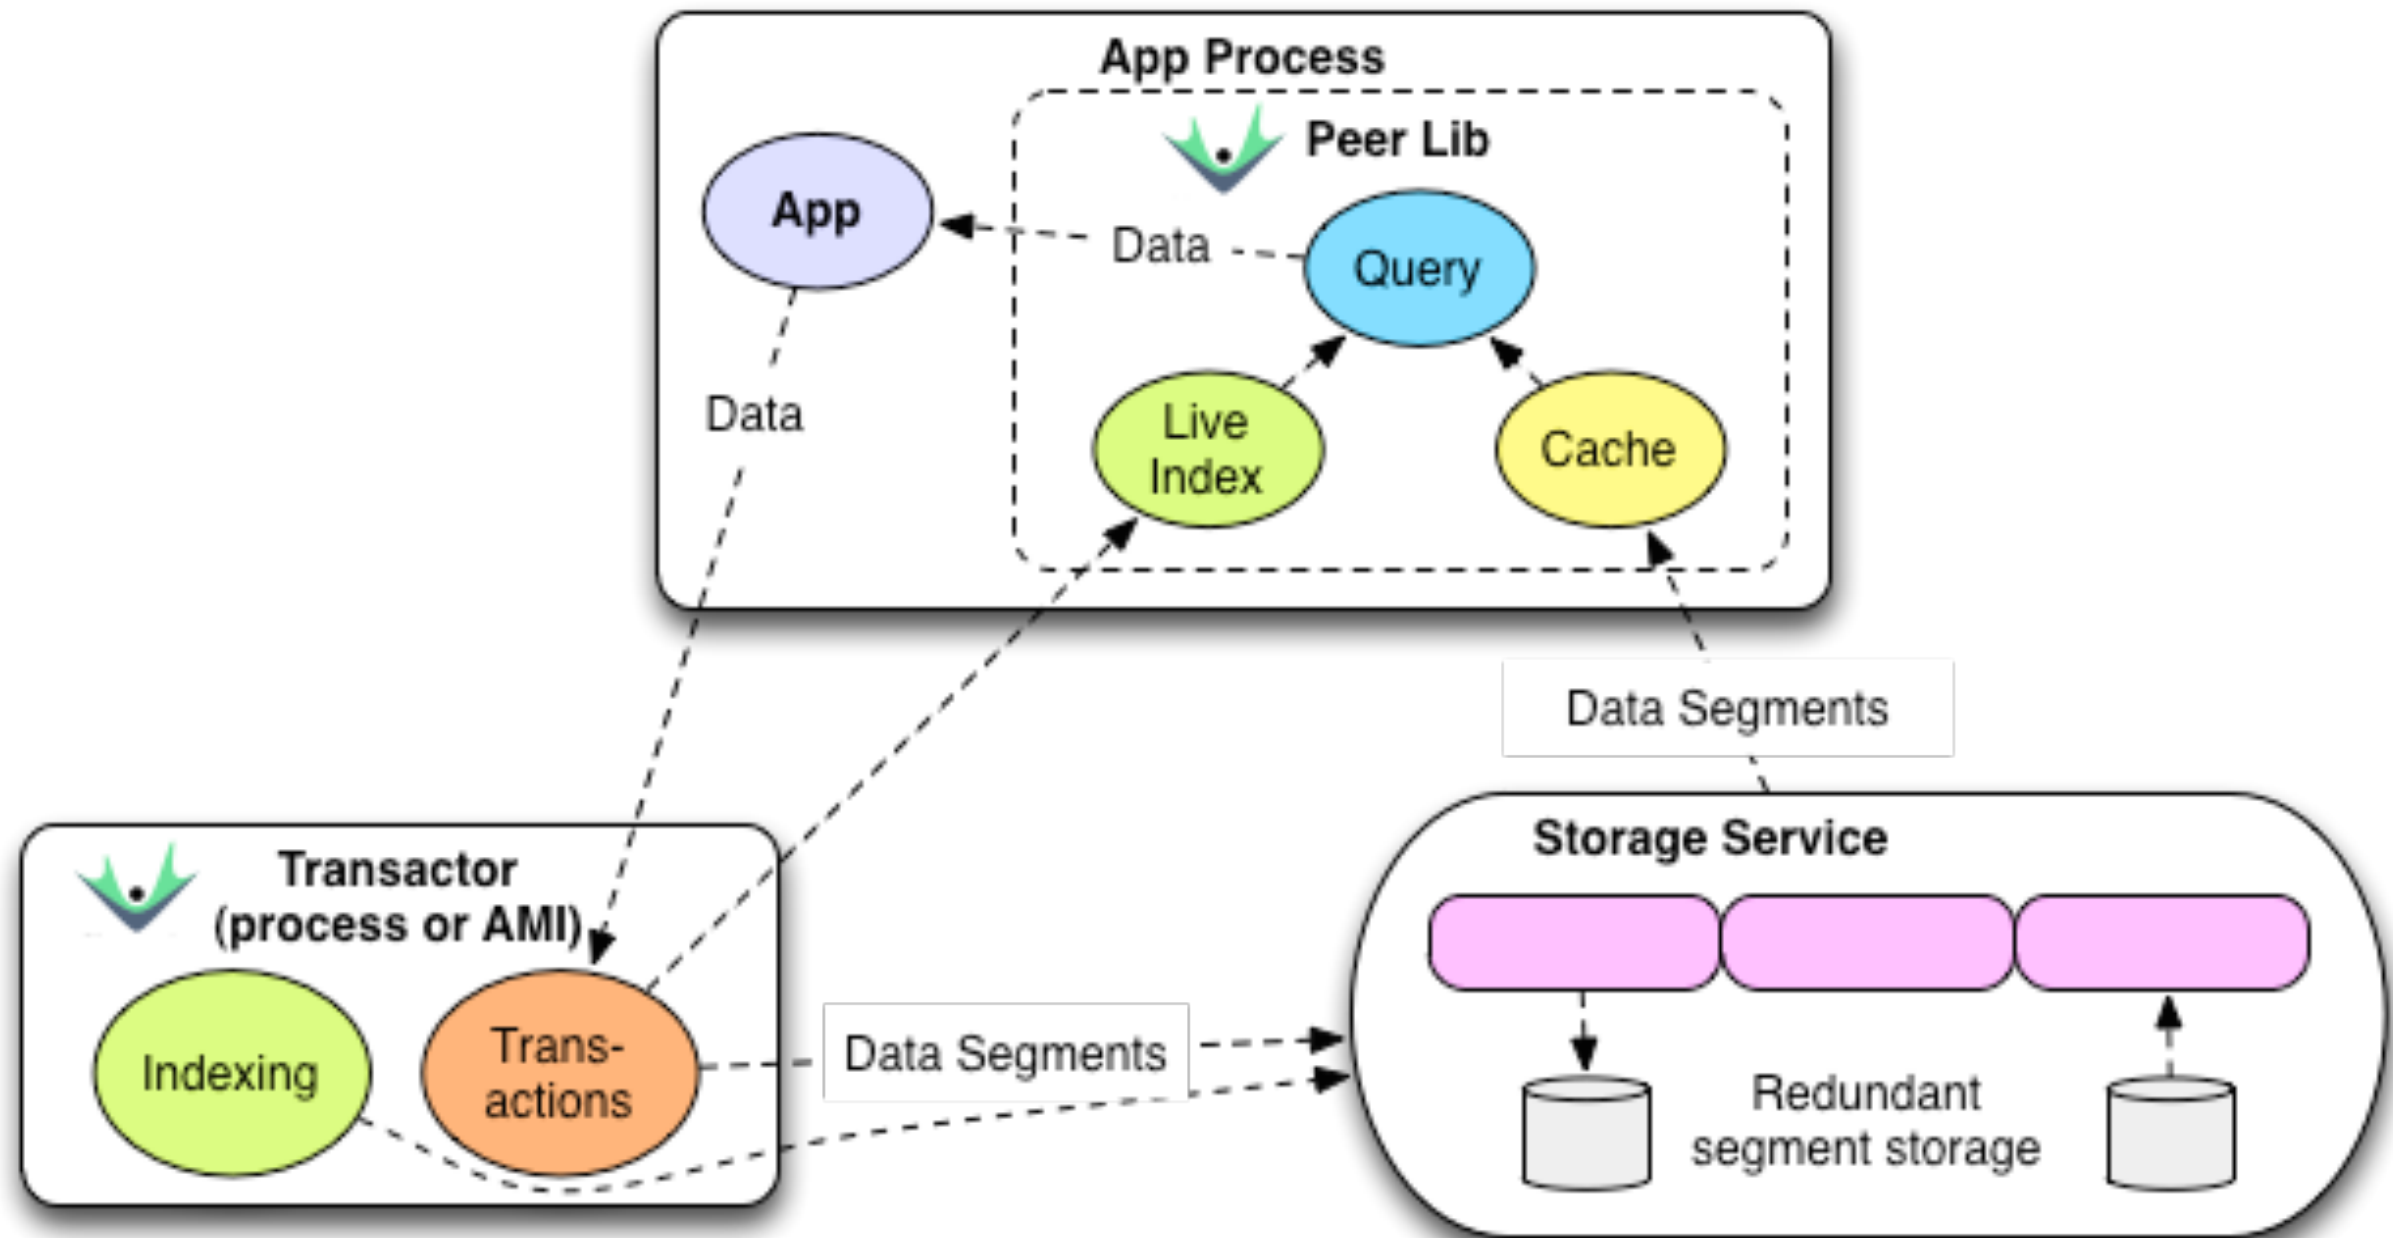 App Process
Peer Lib
App
Data
Query
Data
Live
Index
Cache
Data Segments
Transactor
(process or AMI)
Storage Service
Indexing
Trans-
actions
Data Segments
Redundant
segment storage